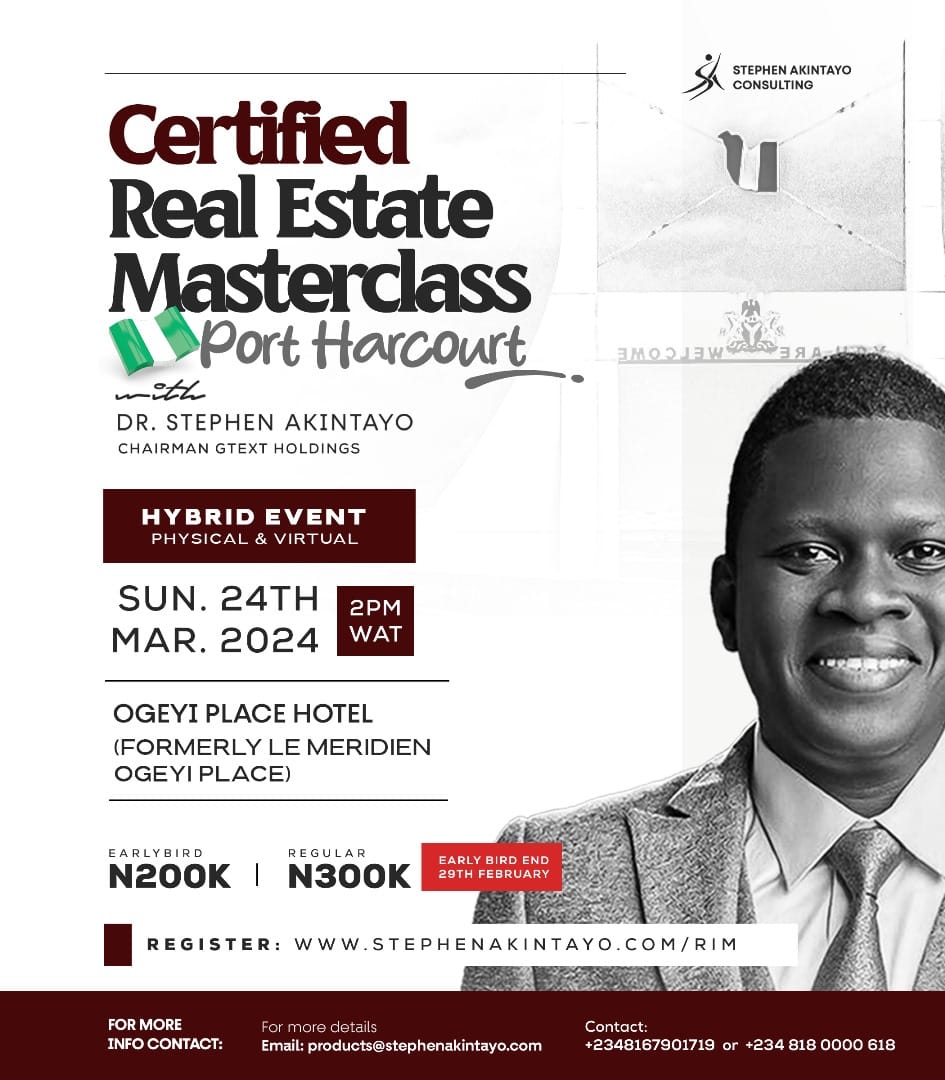 STEPHEN AKINTAYO
CONSULTING
Certified
Real Estate
Masterclass
Port Harcourt
with
DR. STEPHEN AKINTAYO
CHAIRMAN GTEXT HOLDINGS
YOU ARE WELCOME
HYBRID EVENT
PHYSICAL & VIRTUAL
SUN. 24TH
MAR. 2024
2PM
WAT
OGEYI PLACE HOTEL
(FORMERLY LE MERIDIEN
OGEYI PLACE)
EARLYBIRD
N200K
REGULAR
N300K
EARLY BIRD END
29TH FEBRUARY
REGISTER: WWW.STEPHENAKINTAYO.COM/RIM
FOR MORE
INFO CONTACT:
For more details
Email: products@stephenakintayo.com
Contact:
+2348167901719 or +234 818 0000 618